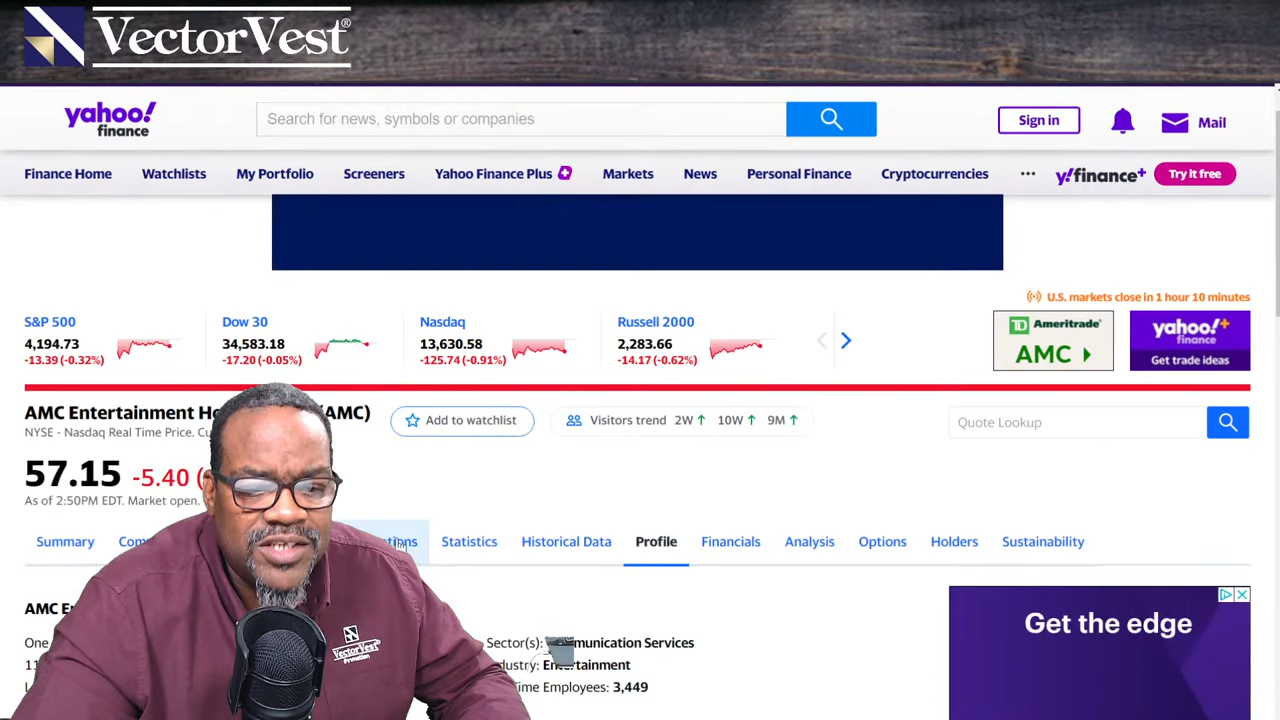 VectorVest®
yahoo!
finance
Search for news, symbols or companies
Sign in
Mail
Finance Home
Watchlists
My Portfolio
Screeners
Yahoo Finance Plus
Markets
News
Personal Finance
Cryptocurrencies
...
y!finance+
Try it free
U.S. markets close in 1 hour 10 minutes
S&P 500
4,194.73
-13.39 (-0.32%)
Dow 30
34,583.18
-17.20 (-0.05%)
Nasdaq
13,630.58
-125.74 (-0.91%)
Russell 2000
2,283.66
-14.17 (-0.62%)
TD Ameritrade
AMC
yahoo!+
finance
Get trade ideas
AMC Entertainment (AMC)
NYSE - Nasdaq Real Time Price.
Add to watchlist
Visitors trend 2W↑ 10W↑ 9M↑
Quote Lookup
57.15 -5.40 (
As of 2:50PM EDT. Market open.
Summary
Statistics
Historical Data
Profile
Financials
Analysis
Options
Holders
Sustainability
AMC
One
Sector(s): Communication Services
11
Entertainment
Time Employees: 3,449
Get the edge
VectorVest